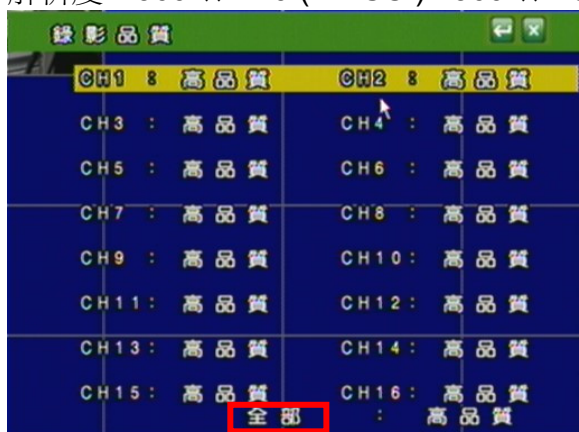 錄影品質
CH1 : 高品質 CH2 : 高品質
CH3 : 高品質 CH4 : 高品質
CH5 : 高品質 CH6 : 高品質
CH7 : 高品質 CH8 : 高品質
CH9 : 高品質 CH10: 高品質
CH11: 高品質 CH12: 高品質
CH13: 高品質 CH14: 高品質
CH15: 高品質 CH16: 高品質
全部 : 高品質